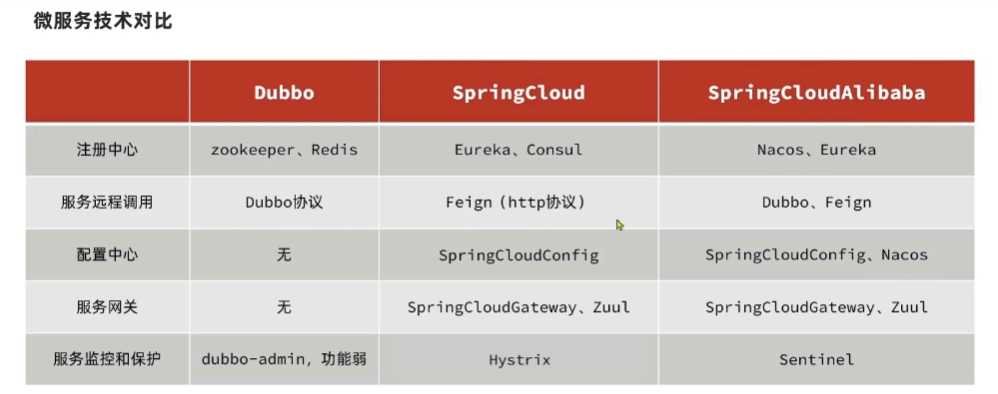 微服务技术对比
Dubbo SpringCloud SpringCloudAlibaba
注册中心 zookeeper、Redis Eureka、Consul Nacos、Eureka
服务远程调用 Dubbo协议 Feign（http协议） Dubbo、Feign
配置中心 无 SpringCloudConfig SpringCloudConfig、Nacos
服务网关 无 SpringCloudGateway、Zuul SpringCloudGateway、Zuul
服务监控和保护 dubbo-admin，功能弱 Hystrix Sentinel